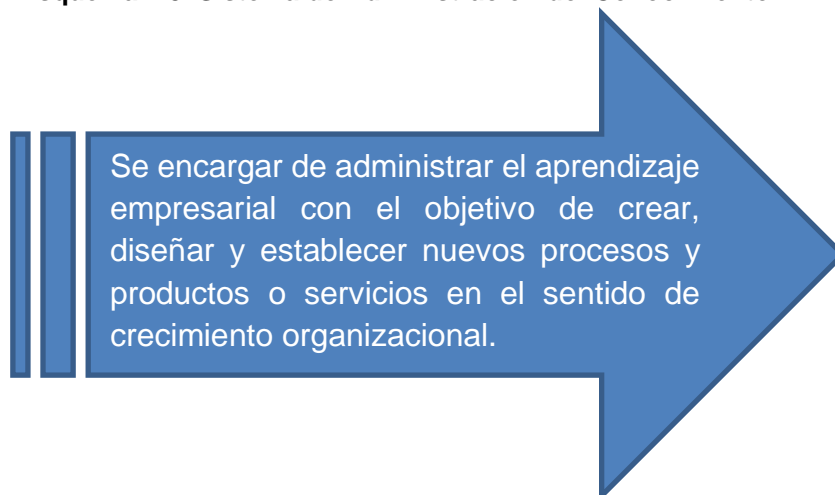 Se encargar de administrar el aprendizaje
empresarial con el objetivo de crear,
diseñar y establecer nuevos procesos y
productos o servicios en el sentido de
crecimiento organizacional.